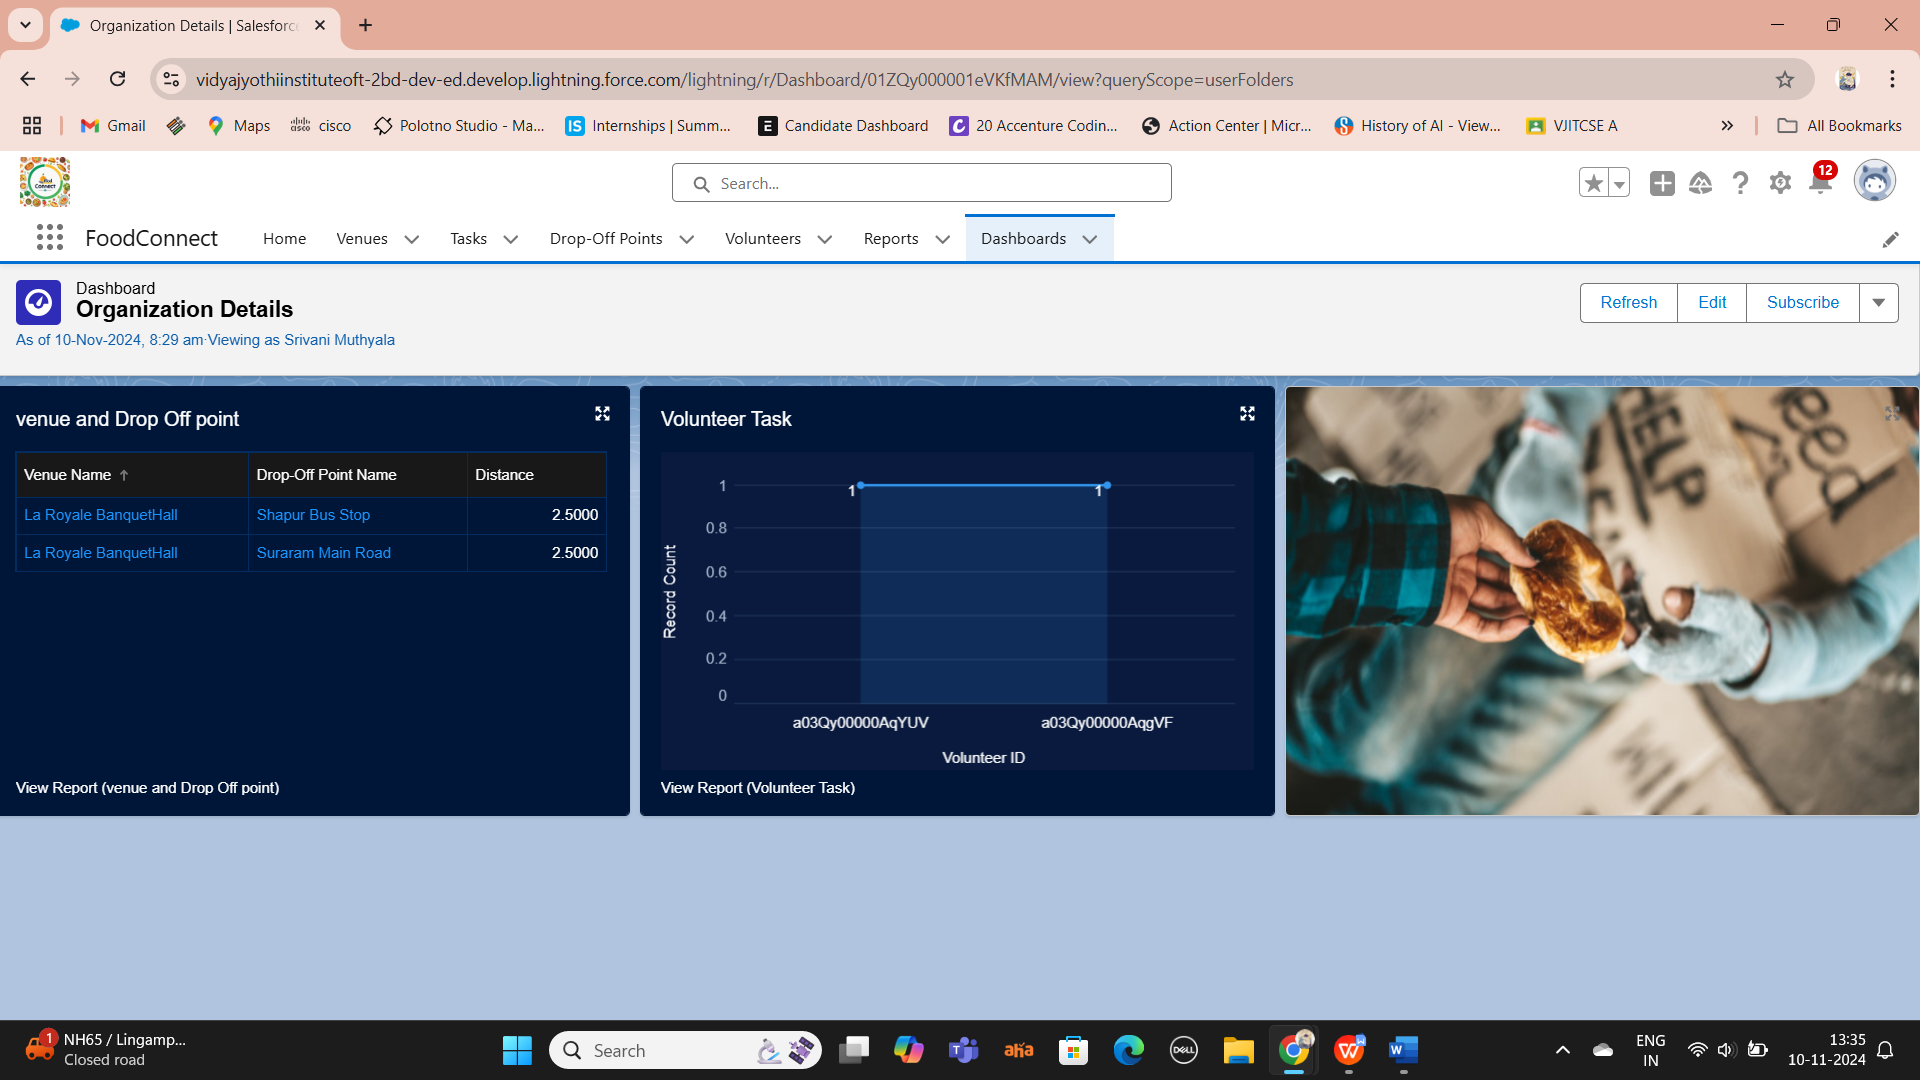 Organization Details | Salesforc
vidyajyothiinstituteoft-2bd-dev-ed.develop.lightning.force.com/lightning/r/Dashboard/01ZQy000001eVKfMAM/view?queryScope=userFolders
Gmail
Maps
cisco
Polotno Studio - Ma...
Internships | Summ...
Candidate Dashboard
20 Accenture Codin...
Action Center | Micr...
History of AI - View...
VJITCSE A
All Bookmarks
Connect
Search...
12
FoodConnect
Home
Venues
Tasks
Drop-Off Points
Volunteers
Reports
Dashboards
Dashboard
Organization Details
As of 10-Nov-2024, 8:29 am·Viewing as Srivani Muthyala
Refresh
Edit
Subscribe
venue and Drop Off point
Venue Name ↑ Drop-Off Point Name Distance
La Royale BanquetHall Shapur Bus Stop 2.5000
La Royale BanquetHall Suraram Main Road 2.5000
View Report (venue and Drop Off point)
Volunteer Task
Record Count
1
0.8
0.6
0.4
0.2
0
1
1
a03Qy00000AqYUV
a03Qy00000AqgVF
Volunteer ID
View Report (Volunteer Task)
HELP
need
1
NH65 / Lingamp...
Closed road
Search
aha
DELL
ENG
IN
13:35
10-11-2024